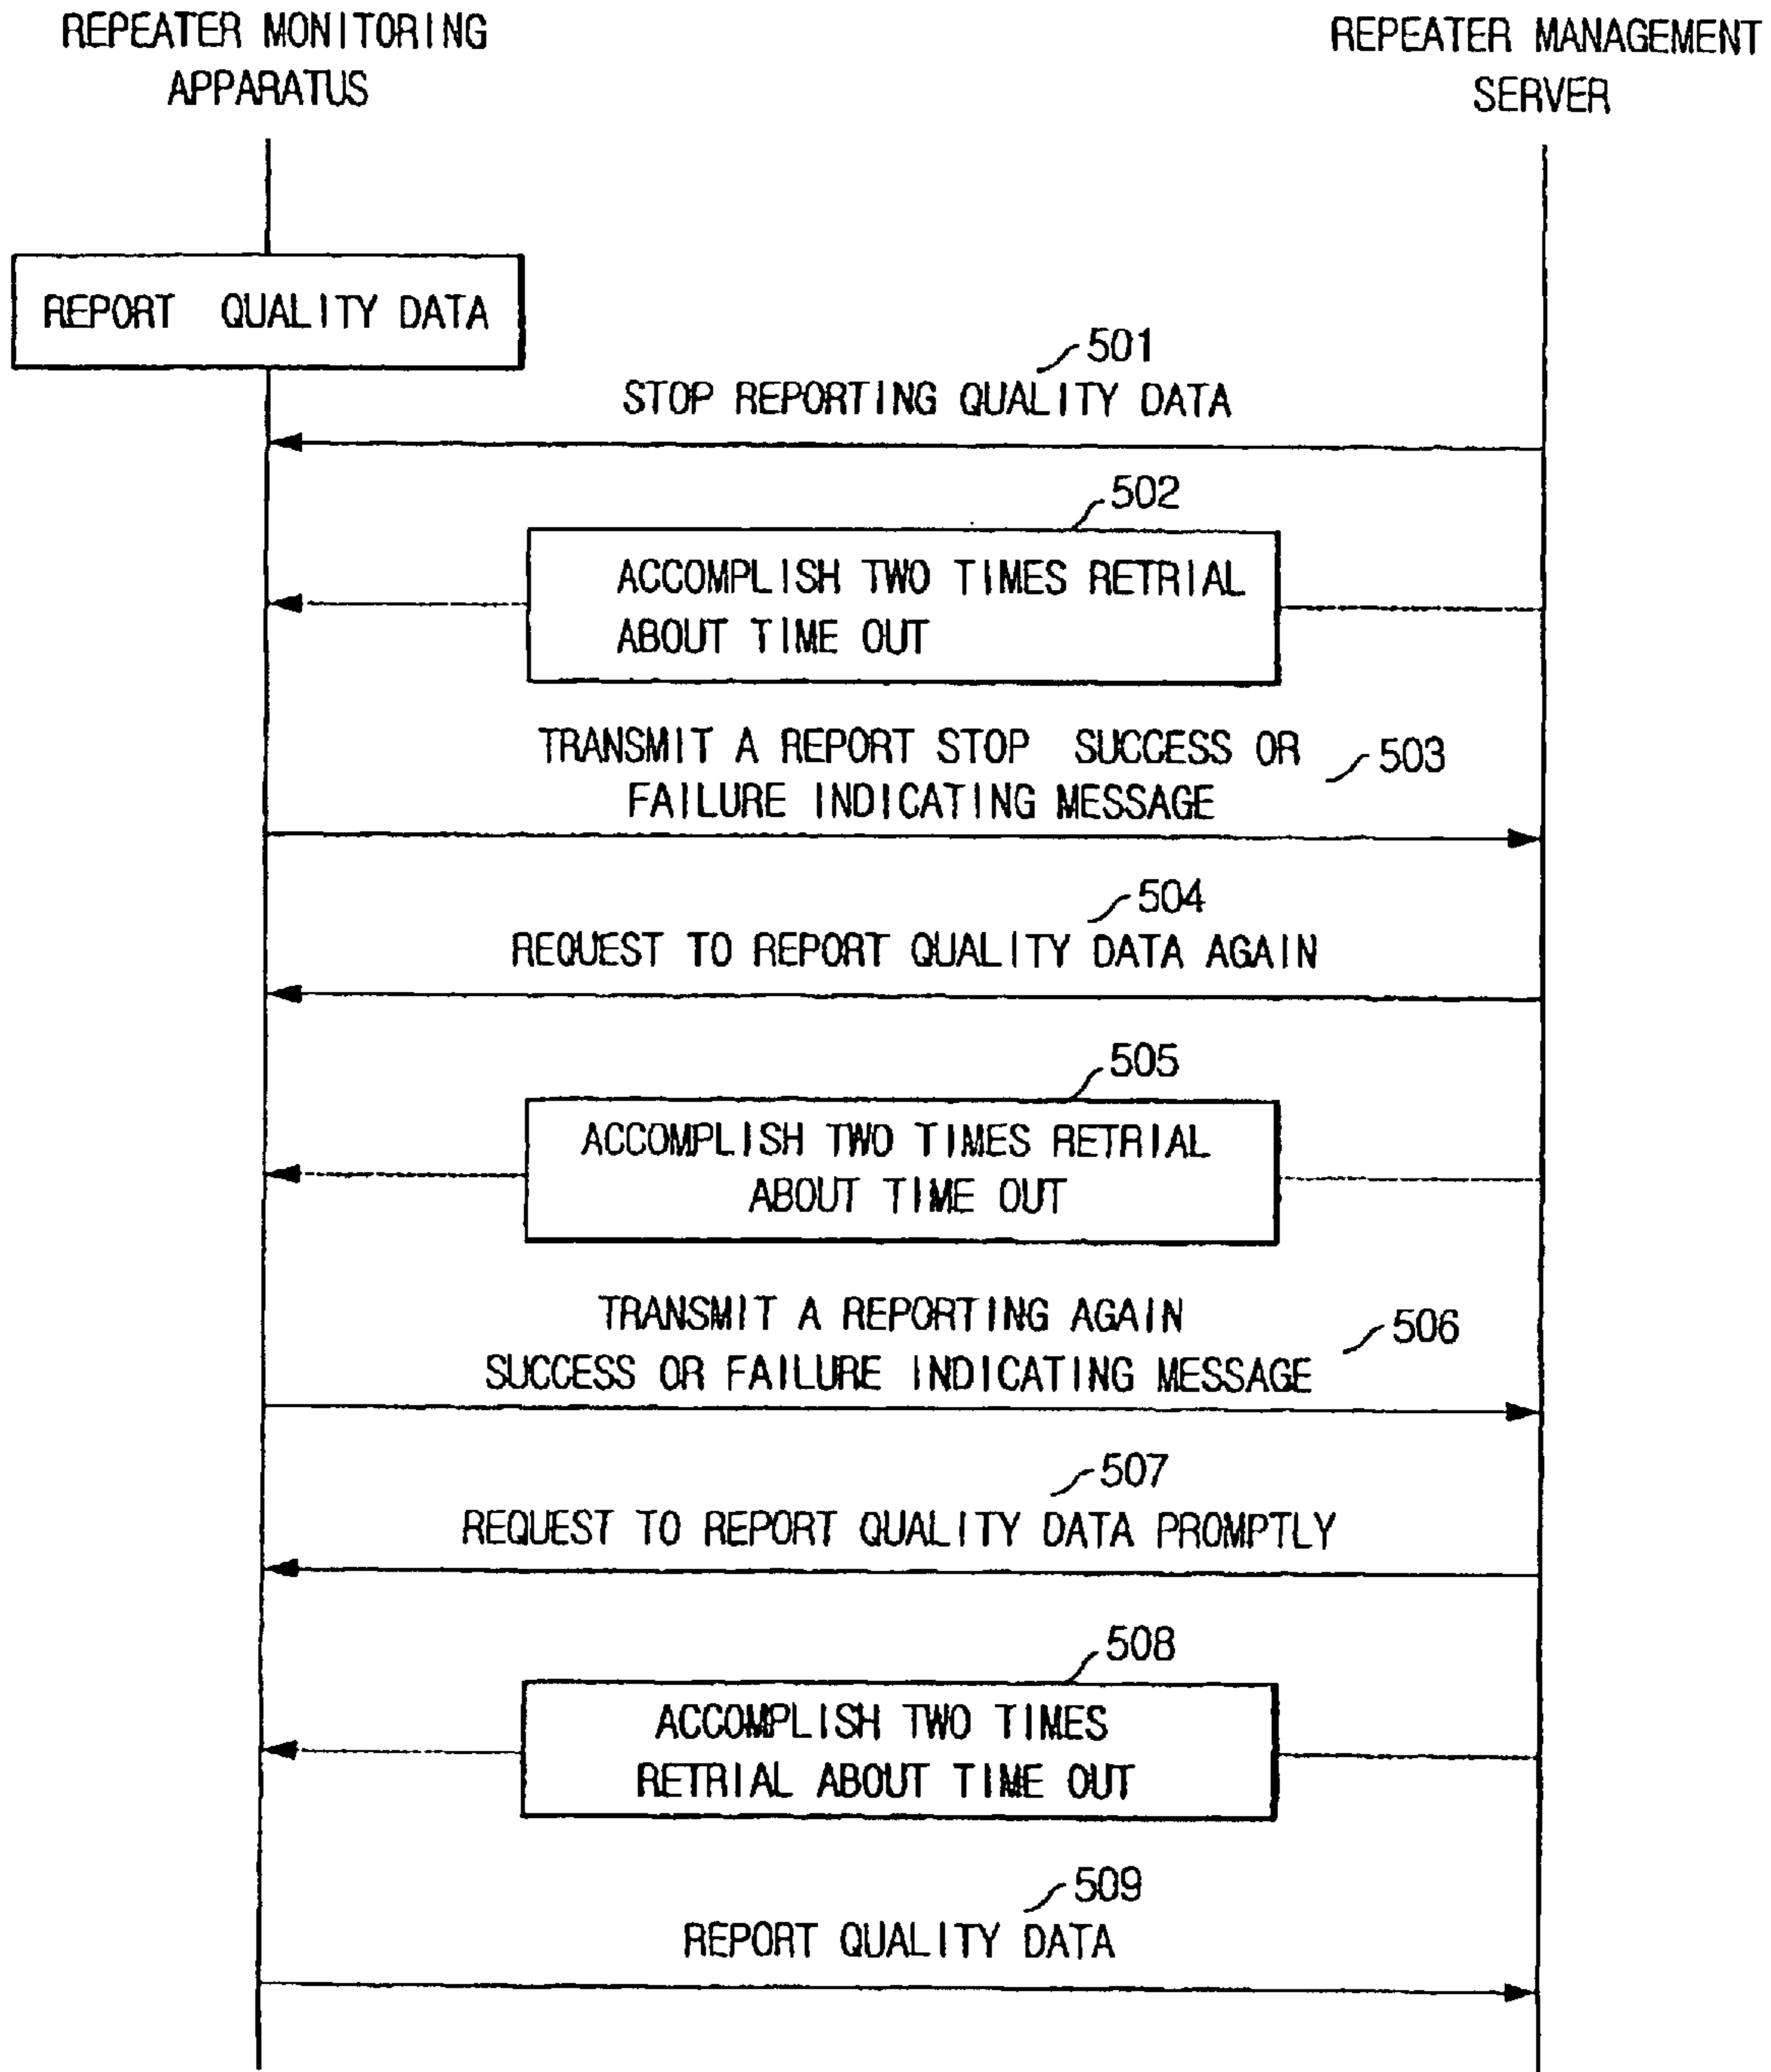 REPEATER MONITORING
APPARATUS
REPEATER MANAGEMENT
SERVER
REPORT QUALITY DATA
501
STOP REPORTING QUALITY DATA
502
ACCOMPLISH TWO TIMES RETRIAL
ABOUT TIME OUT
TRANSMIT A REPORT STOP SUCCESS OR
FAILURE INDICATING MESSAGE
503
504
REQUEST TO REPORT QUALITY DATA AGAIN
505
ACCOMPLISH TWO TIMES RETRIAL
ABOUT TIME OUT
TRANSMIT A REPORTING AGAIN
SUCCESS OR FAILURE INDICATING MESSAGE
506
507
REQUEST TO REPORT QUALITY DATA PROMPTLY
508
ACCOMPLISH TWO TIMES
RETRIAL ABOUT TIME OUT
509
REPORT QUALITY DATA